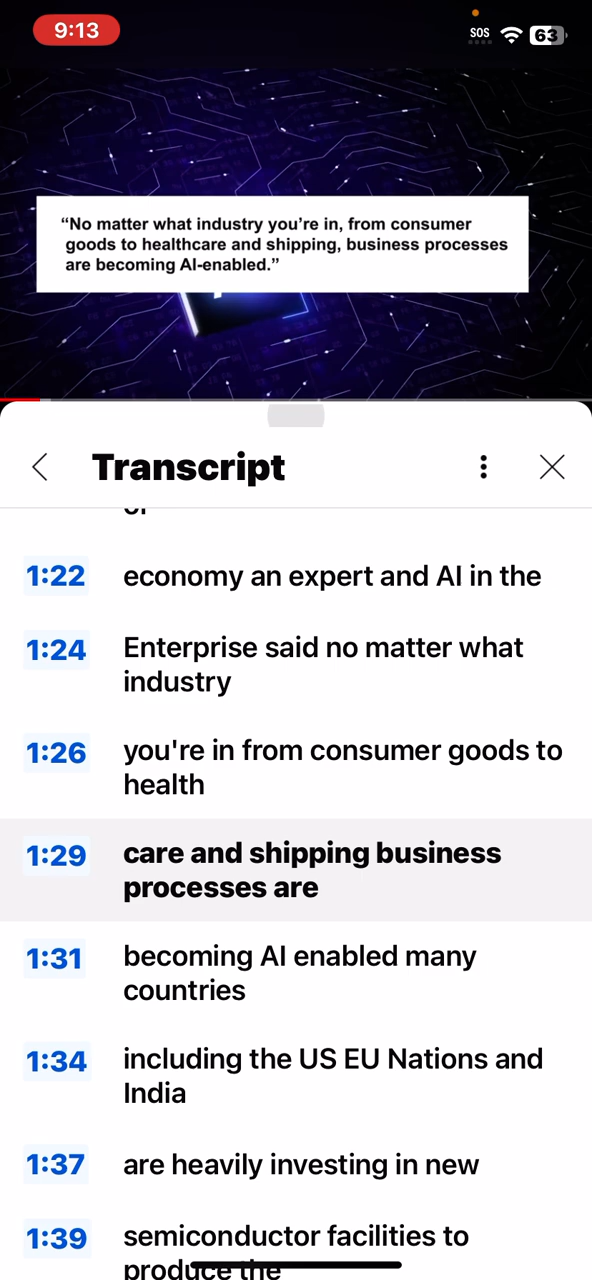 9:13
SOS
63
“No matter what industry you’re in, from consumer
goods to healthcare and shipping, business processes
are becoming AI-enabled.”
Transcript
or
1:22
economy an expert and AI in the
1:24
Enterprise said no matter what
industry
1:26
you're in from consumer goods to
health
1:29
care and shipping business
processes are
1:31
becoming AI enabled many
countries
1:34
including the US EU Nations and
India
1:37
are heavily investing in new
1:39
semiconductor facilities to
produce the